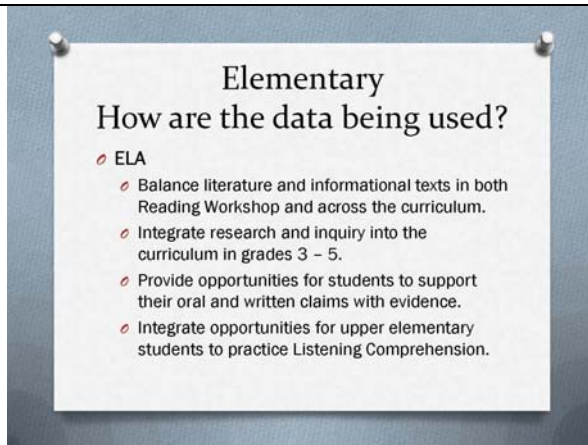 Elementary
How are the data being used?
ELA
Balance literature and informational texts in both
Reading Workshop and across the curriculum.
Integrate research and inquiry into the
curriculum in grades 3 – 5.
Provide opportunities for students to support
their oral and written claims with evidence.
Integrate opportunities for upper elementary
students to practice Listening Comprehension.